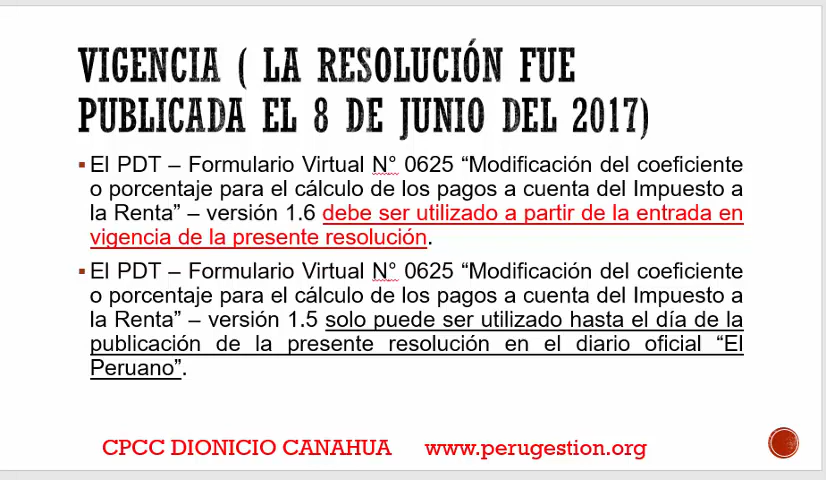 VIGENCIA ( LA RESOLUCIÓN FUE
PUBLICADA EL 8 DE JUNIO DEL 2017)
▪ El PDT – Formulario Virtual N° 0625 “Modificación del coeficiente
o porcentaje para el cálculo de los pagos a cuenta del Impuesto a
la Renta” – versión 1.6 debe ser utilizado a partir de la entrada en
vigencia de la presente resolución.
▪ El PDT – Formulario Virtual N° 0625 “Modificación del coeficiente
o porcentaje para el cálculo de los pagos a cuenta del Impuesto a
la Renta” – versión 1.5 solo puede ser utilizado hasta el día de la
publicación de la presente resolución en el diario oficial “El
Peruano”.
CPCC DIONICIO CANAHUA www.perugestion.org